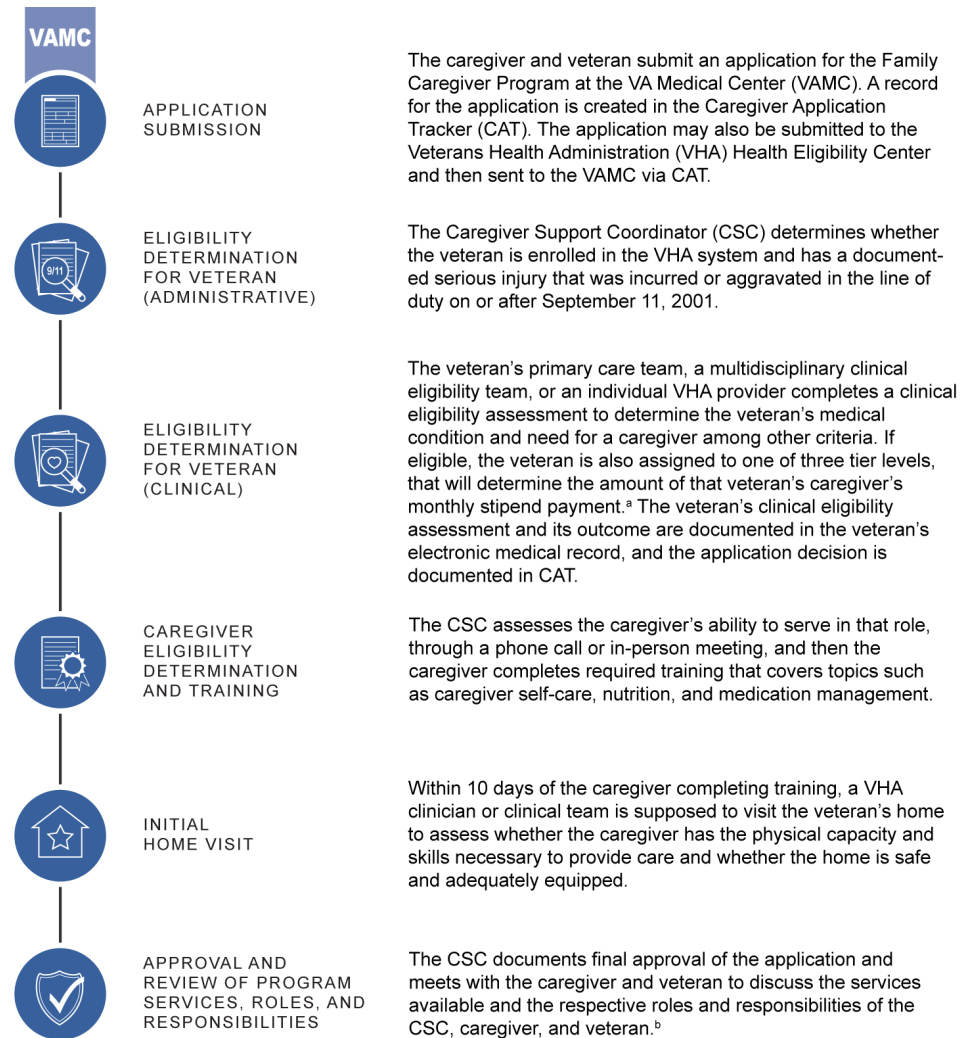 VAMC
APPLICATION
SUBMISSION
The caregiver and veteran submit an application for the Family
Caregiver Program at the VA Medical Center (VAMC). A record
for the application is created in the Caregiver Application
Tracker (CAT). The application may also be submitted to the
Veterans Health Administration (VHA) Health Eligibility Center
and then sent to the VAMC via CAT.
9/11
ELIGIBILITY
DETERMINATION
FOR VETERAN
(ADMINISTRATIVE)
The Caregiver Support Coordinator (CSC) determines whether
the veteran is enrolled in the VHA system and has a document-
ed serious injury that was incurred or aggravated in the line of
duty on or after September 11, 2001.
ELIGIBILITY
DETERMINATION
FOR VETERAN
(CLINICAL)
The veteran’s primary care team, a multidisciplinary clinical
eligibility team, or an individual VHA provider completes a clinical
eligibility assessment to determine the veteran’s medical
condition and need for a caregiver among other criteria. If
eligible, the veteran is also assigned to one of three tier levels,
that will determine the amount of that veteran’s caregiver’s
monthly stipend payment.ᵃ The veteran’s clinical eligibility
assessment and its outcome are documented in the veteran’s
electronic medical record, and the application decision is
documented in CAT.
CAREGIVER
ELIGIBILITY
DETERMINATION
AND TRAINING
The CSC assesses the caregiver’s ability to serve in that role,
through a phone call or in-person meeting, and then the
caregiver completes required training that covers topics such
as caregiver self-care, nutrition, and medication management.
INITIAL
HOME VISIT
Within 10 days of the caregiver completing training, a VHA
clinician or clinical team is supposed to visit the veteran’s home
to assess whether the caregiver has the physical capacity and
skills necessary to provide care and whether the home is safe
and adequately equipped.
APPROVAL AND
REVIEW OF PROGRAM
SERVICES, ROLES, AND
RESPONSIBILITIES
The CSC documents final approval of the application and
meets with the caregiver and veteran to discuss the services
available and the respective roles and responsibilities of the
CSC, caregiver, and veteran.ᵇ